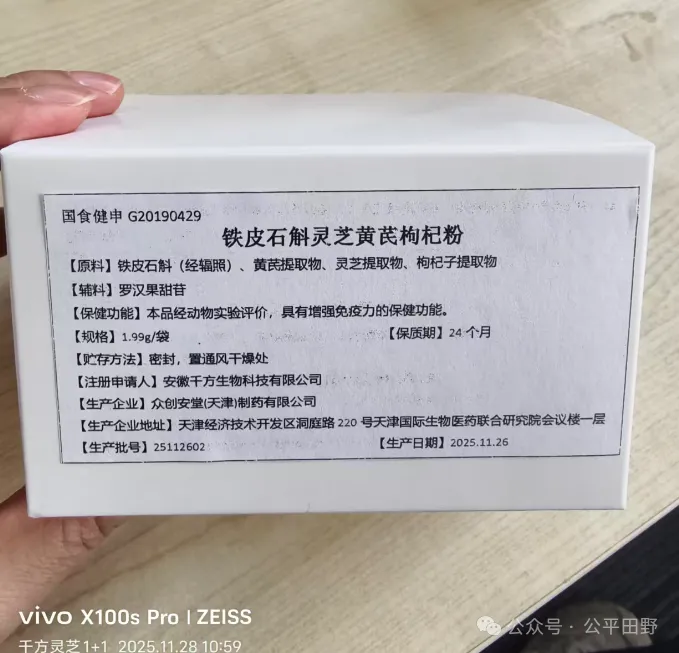 国食健申 G20190429
铁皮石斛灵芝黄芪枸杞粉
【原料】铁皮石斛（经辐照）、黄芪提取物、灵芝提取物、枸杞子提取物
【辅料】罗汉果甜苷
【保健功能】本品经动物实验评价，具有增强免疫力的保健功能。
【规格】1.99g/袋 【保质期】24个月
【贮存方法】密封，置通风干燥处
【注册申请人】安徽千方生物科技有限公司
【生产企业】众创安堂(天津)制药有限公司
【生产企业地址】天津经济技术开发区洞庭路 220 号天津国际生物医药联合研究院会议楼一层
【生产批号】25112602 【生产日期】2025.11.26
vivo X100s Pro | ZEISS
千方灵芝1+1 2025.11.28 10:59
公众号·公平田野